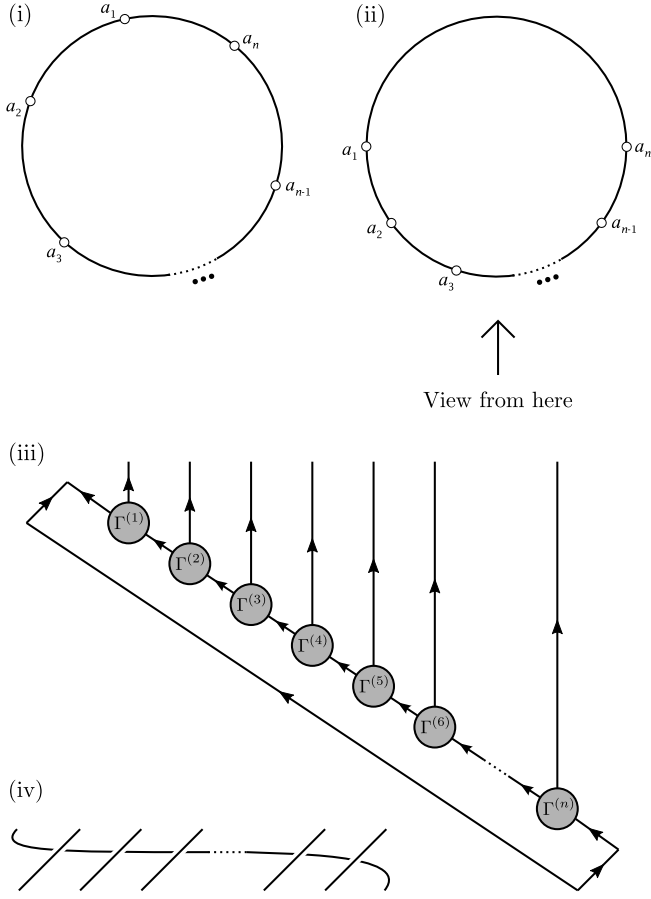 (i)
a₁
aₙ
a₂
aₙ₋₁
a₃
•••
(ii)
a₁
aₙ
a₂
aₙ₋₁
a₃
•••
View from here
(iii)
Γ⁽¹⁾
Γ⁽²⁾
Γ⁽³⁾
Γ⁽⁴⁾
Γ⁽⁵⁾
Γ⁽⁶⁾
Γ⁽ⁿ⁾
(iv)